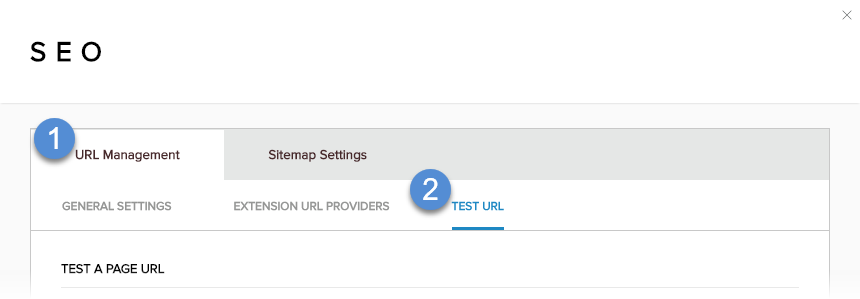 SEO
1
URL Management
Sitemap Settings
2
GENERAL SETTINGS
EXTENSION URL PROVIDERS
TEST URL
TEST A PAGE URL